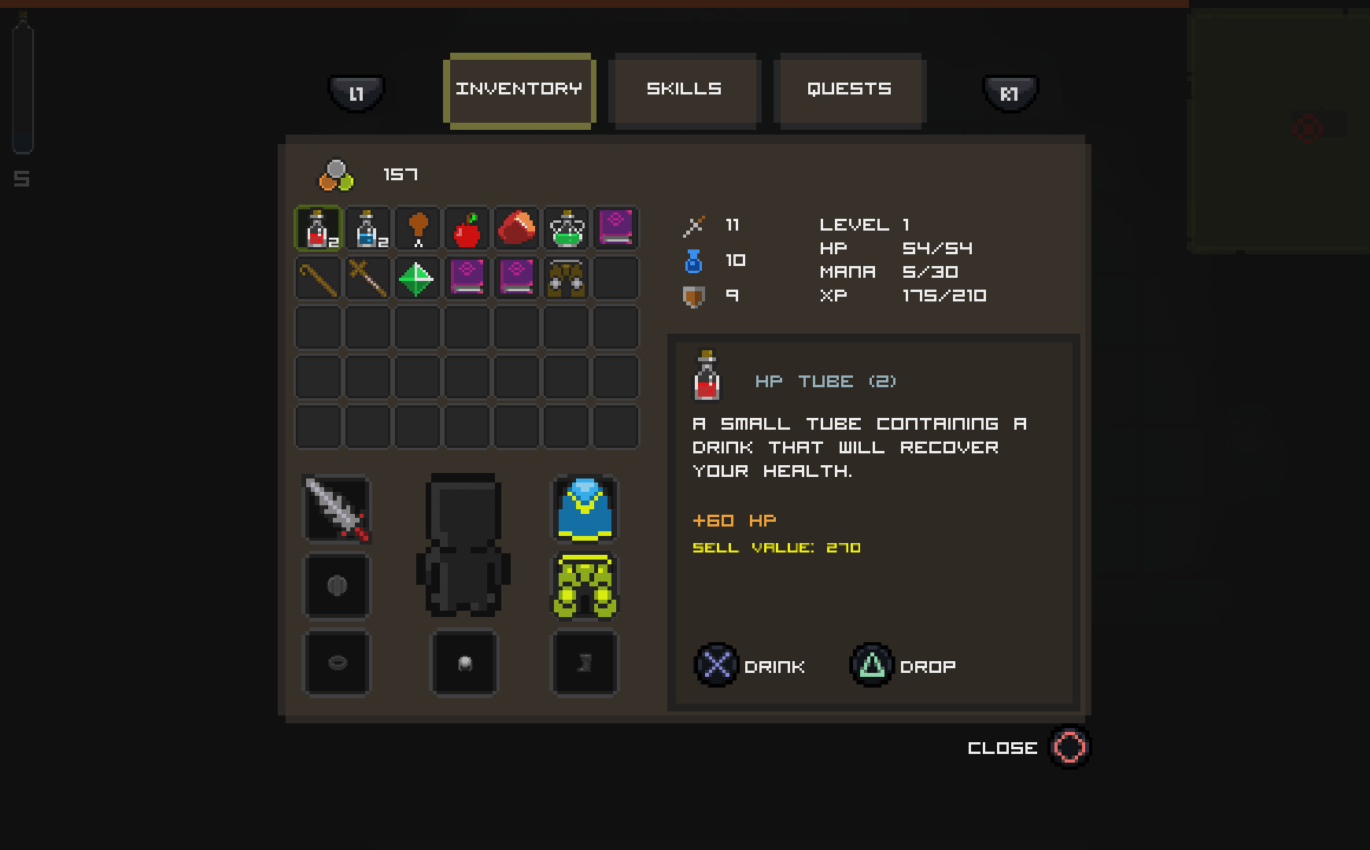 L1
INVENTORY
SKILLS
QUESTS
R1
5
157
2
2
11
10
9
LEVEL 1
HP 54/54
MANA 5/30
XP 175/210
HP TUBE (2)
A SMALL TUBE CONTAINING A
DRINK THAT WILL RECOVER
YOUR HEALTH.
+60 HP
SELL VALUE: 270
DRINK
DROP
CLOSE